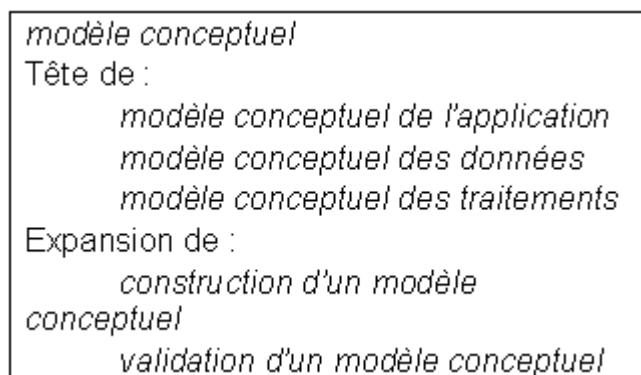 modèle conceptuel
Tête de :
modèle conceptuel de l'application
modèle conceptuel des données
modèle conceptuel des traitements
Expansion de :
construction d'un modèle
conceptuel
validation d'un modèle conceptuel